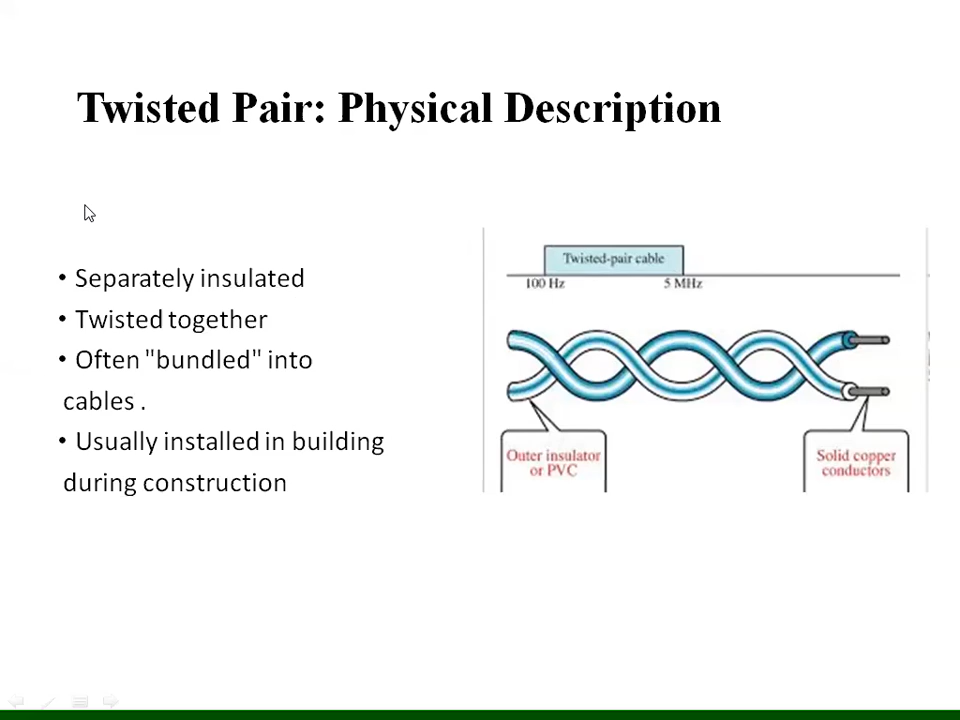 Twisted Pair: Physical Description
• Separately insulated
• Twisted together
• Often "bundled" into
cables .
• Usually installed in building
during construction
Twisted-pair cable
100 Hz 5 MHz
Outer insulator
or PVC
Solid copper
conductors